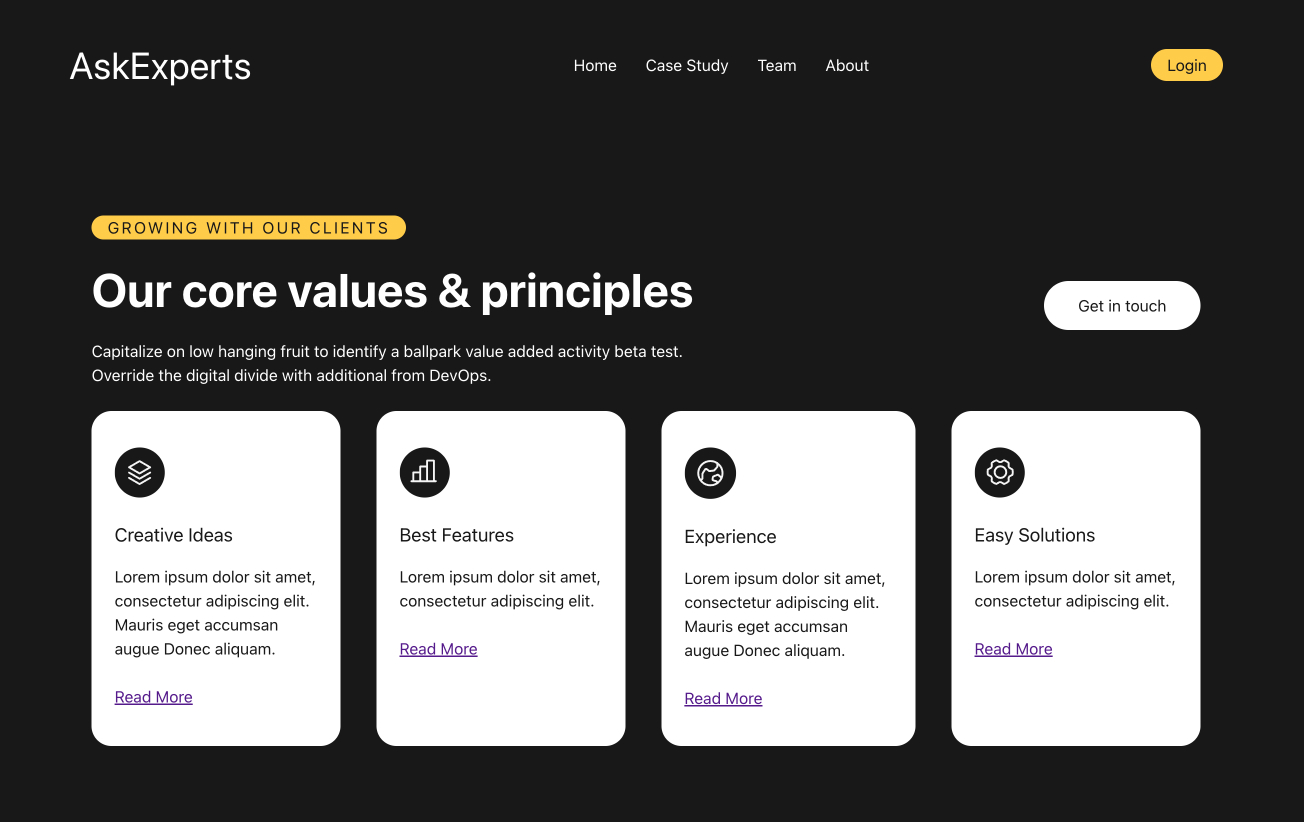 AskExperts
Home Case Study Team About
Login
GROWING WITH OUR CLIENTS
Our core values & principles
Get in touch
Capitalize on low hanging fruit to identify a ballpark value added activity beta test.
Override the digital divide with additional from DevOps.
Creative Ideas
Lorem ipsum dolor sit amet,
consectetur adipiscing elit.
Mauris eget accumsan
augue Donec aliquam.
Read More
Best Features
Lorem ipsum dolor sit amet,
consectetur adipiscing elit.
Read More
Experience
Lorem ipsum dolor sit amet,
consectetur adipiscing elit.
Mauris eget accumsan
augue Donec aliquam.
Read More
Easy Solutions
Lorem ipsum dolor sit amet,
consectetur adipiscing elit.
Read More